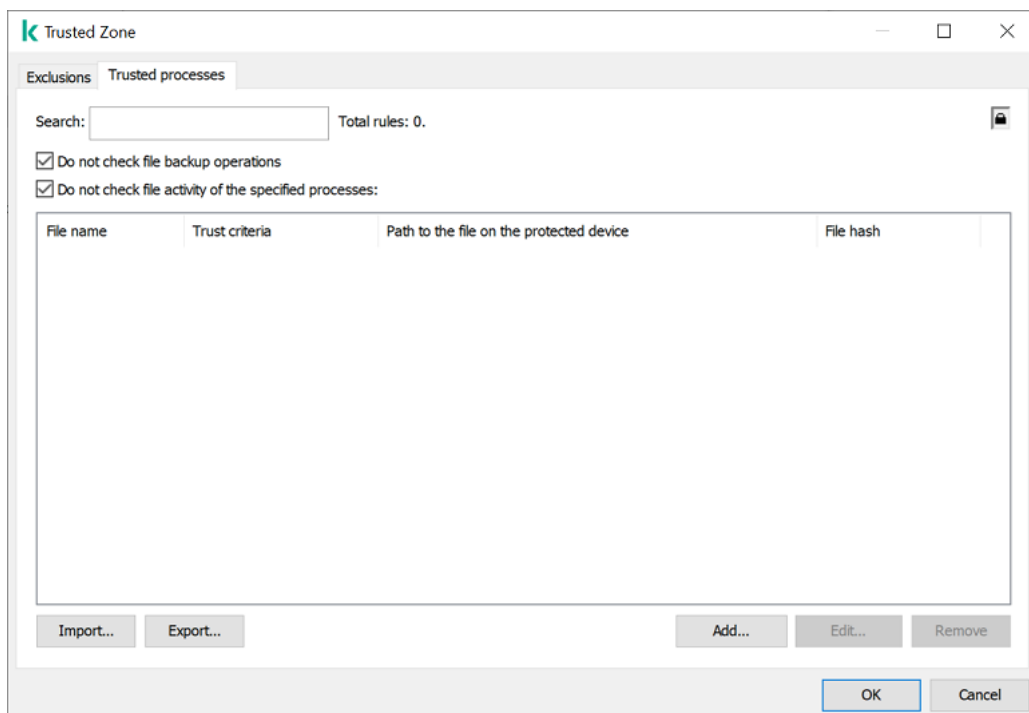 Trusted Zone
Exclusions Trusted processes
Search: Total rules: 0.
Do not check file backup operations
Do not check file activity of the specified processes:
File name Trust criteria Path to the file on the protected device File hash
Import... Export... Add... Edit... Remove
OK Cancel